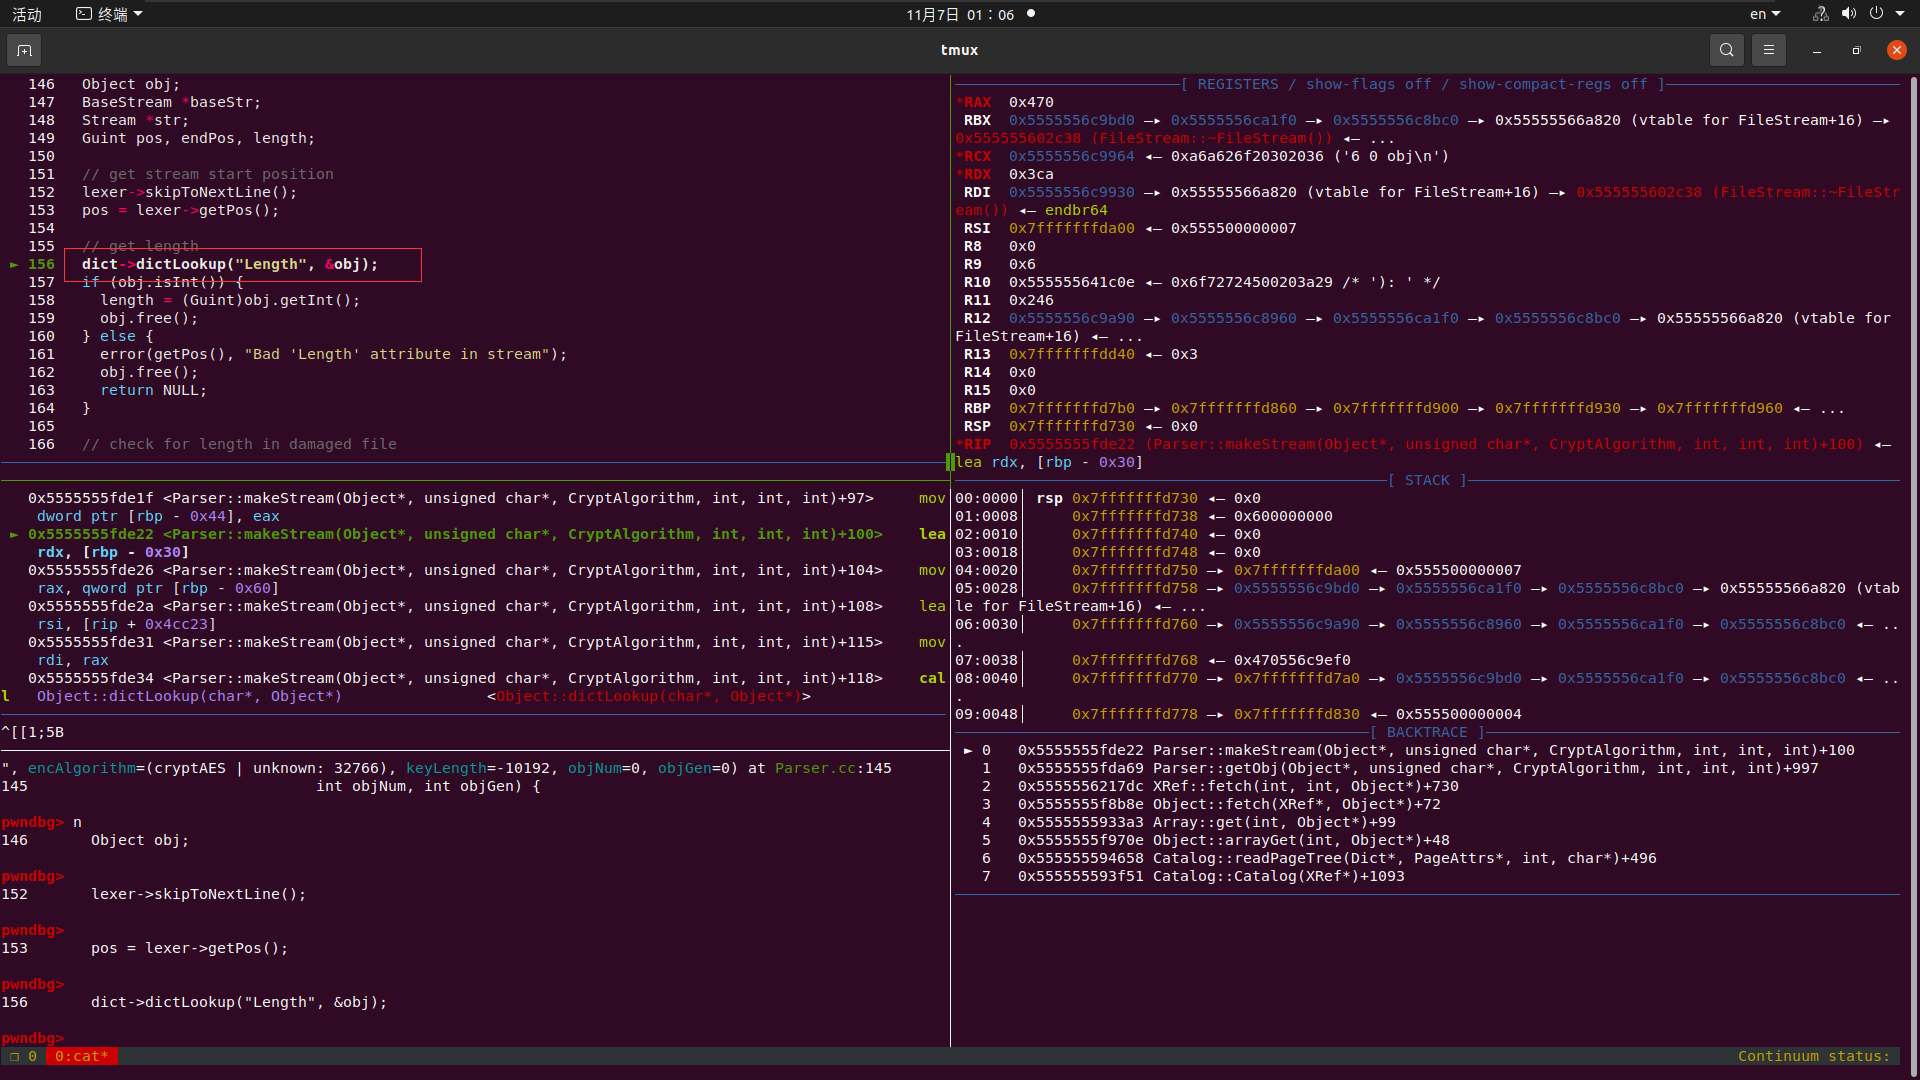 活动 终端 11月7日 01：06 en
tmux
146 Object obj;
147 BaseStream *baseStr;
148 Stream *str;
149 Guint pos, endPos, length;
150
151 // get stream start position
152 lexer->skipToNextLine();
153 pos = lexer->getPos();
154
155 // get length
► 156 dict->dictLookup("Length", &obj);
157 if (obj.isInt()) {
158 length = (Guint)obj.getInt();
159 obj.free();
160 } else {
161 error(getPos(), "Bad 'Length' attribute in stream");
162 obj.free();
163 return NULL;
164 }
165
166 // check for length in damaged file
0x5555555fde1f <Parser::makeStream(Object*, unsigned char*, CryptAlgorithm, int, int, int)+97> mov
dword ptr [rbp - 0x44], eax
► 0x5555555fde22 <Parser::makeStream(Object*, unsigned char*, CryptAlgorithm, int, int, int)+100> lea
rdx, [rbp - 0x30]
0x5555555fde26 <Parser::makeStream(Object*, unsigned char*, CryptAlgorithm, int, int, int)+104> mov
rax, qword ptr [rbp - 0x60]
0x5555555fde2a <Parser::makeStream(Object*, unsigned char*, CryptAlgorithm, int, int, int)+108> lea
rsi, [rip + 0x4cc23]
0x5555555fde31 <Parser::makeStream(Object*, unsigned char*, CryptAlgorithm, int, int, int)+115> mov
rdi, rax
0x5555555fde34 <Parser::makeStream(Object*, unsigned char*, CryptAlgorithm, int, int, int)+118> cal
l Object::dictLookup(char*, Object*) <Object::dictLookup(char*, Object*)>
^[[1;5B
", encAlgorithm=(cryptAES | unknown: 32766), keyLength=-10192, objNum=0, objGen=0) at Parser.cc:145
145 int objNum, int objGen) {
pwndbg> n
146 Object obj;
pwndbg>
152 lexer->skipToNextLine();
pwndbg>
153 pos = lexer->getPos();
pwndbg>
156 dict->dictLookup("Length", &obj);
pwndbg>
[ REGISTERS / show-flags off / show-compact-regs off ]
*RAX 0x470
RBX 0x5555556c9bd0 —▸ 0x5555556ca1f0 —▸ 0x5555556c8bc0 —▸ 0x55555566a820 (vtable for FileStream+16) —▸
0x555555602c38 (FileStream::~FileStream()) ◂— ...
*RCX 0x5555556c9964 ◂— 0xa6a626f20302036 ('6 0 obj\n')
*RDX 0x3ca
RDI 0x5555556c9930 —▸ 0x55555566a820 (vtable for FileStream+16) —▸ 0x555555602c38 (FileStream::~FileStr
eam()) ◂— endbr64
RSI 0x7fffffffda00 ◂— 0x555500000007
R8 0x0
R9 0x6
R10 0x555555641c0e ◂— 0x6f72724500203a29 /* '): ' */
R11 0x246
R12 0x5555556c9a90 —▸ 0x5555556c8960 —▸ 0x5555556ca1f0 —▸ 0x5555556c8bc0 —▸ 0x55555566a820 (vtable for
FileStream+16) ◂— ...
R13 0x7fffffffdd40 ◂— 0x3
R14 0x0
R15 0x0
RBP 0x7fffffffd7b0 —▸ 0x7fffffffd860 —▸ 0x7fffffffd900 —▸ 0x7fffffffd930 —▸ 0x7fffffffd960 ◂— ...
RSP 0x7fffffffd730 ◂— 0x0
*RIP 0x5555555fde22 (Parser::makeStream(Object*, unsigned char*, CryptAlgorithm, int, int, int)+100) ◂—
lea rdx, [rbp - 0x30]
[ STACK ]
00:0000│ rsp 0x7fffffffd730 ◂— 0x0
01:0008│ 0x7fffffffd738 ◂— 0x600000000
02:0010│ 0x7fffffffd740 ◂— 0x0
03:0018│ 0x7fffffffd748 ◂— 0x0
04:0020│ 0x7fffffffd750 —▸ 0x7fffffffda00 ◂— 0x555500000007
05:0028│ 0x7fffffffd758 —▸ 0x5555556c9bd0 —▸ 0x5555556ca1f0 —▸ 0x5555556c8bc0 —▸ 0x55555566a820 (vtab
le for FileStream+16) ◂— ...
06:0030│ 0x7fffffffd760 —▸ 0x5555556c9a90 —▸ 0x5555556c8960 —▸ 0x5555556ca1f0 —▸ 0x5555556c8bc0 ◂— ..
.
07:0038│ 0x7fffffffd768 ◂— 0x470556c9ef0
08:0040│ 0x7fffffffd770 —▸ 0x7fffffffd7a0 —▸ 0x5555556c9bd0 —▸ 0x5555556ca1f0 —▸ 0x5555556c8bc0 ◂— ..
.
09:0048│ 0x7fffffffd778 —▸ 0x7fffffffd830 ◂— 0x555500000004
[ BACKTRACE ]
► 0 0x5555555fde22 Parser::makeStream(Object*, unsigned char*, CryptAlgorithm, int, int, int)+100
1 0x5555555fda69 Parser::getObj(Object*, unsigned char*, CryptAlgorithm, int, int, int)+997
2 0x5555556217dc XRef::fetch(int, int, Object*)+730
3 0x5555555f8b8e Object::fetch(XRef*, Object*)+72
4 0x5555555933a3 Array::get(int, Object*)+99
5 0x5555555f970e Object::arrayGet(int, Object*)+48
6 0x555555594658 Catalog::readPageTree(Dict*, PageAttrs*, int, char*)+496
7 0x555555593f51 Catalog::Catalog(XRef*)+1093
❐ 0 0:cat* Continuum status: